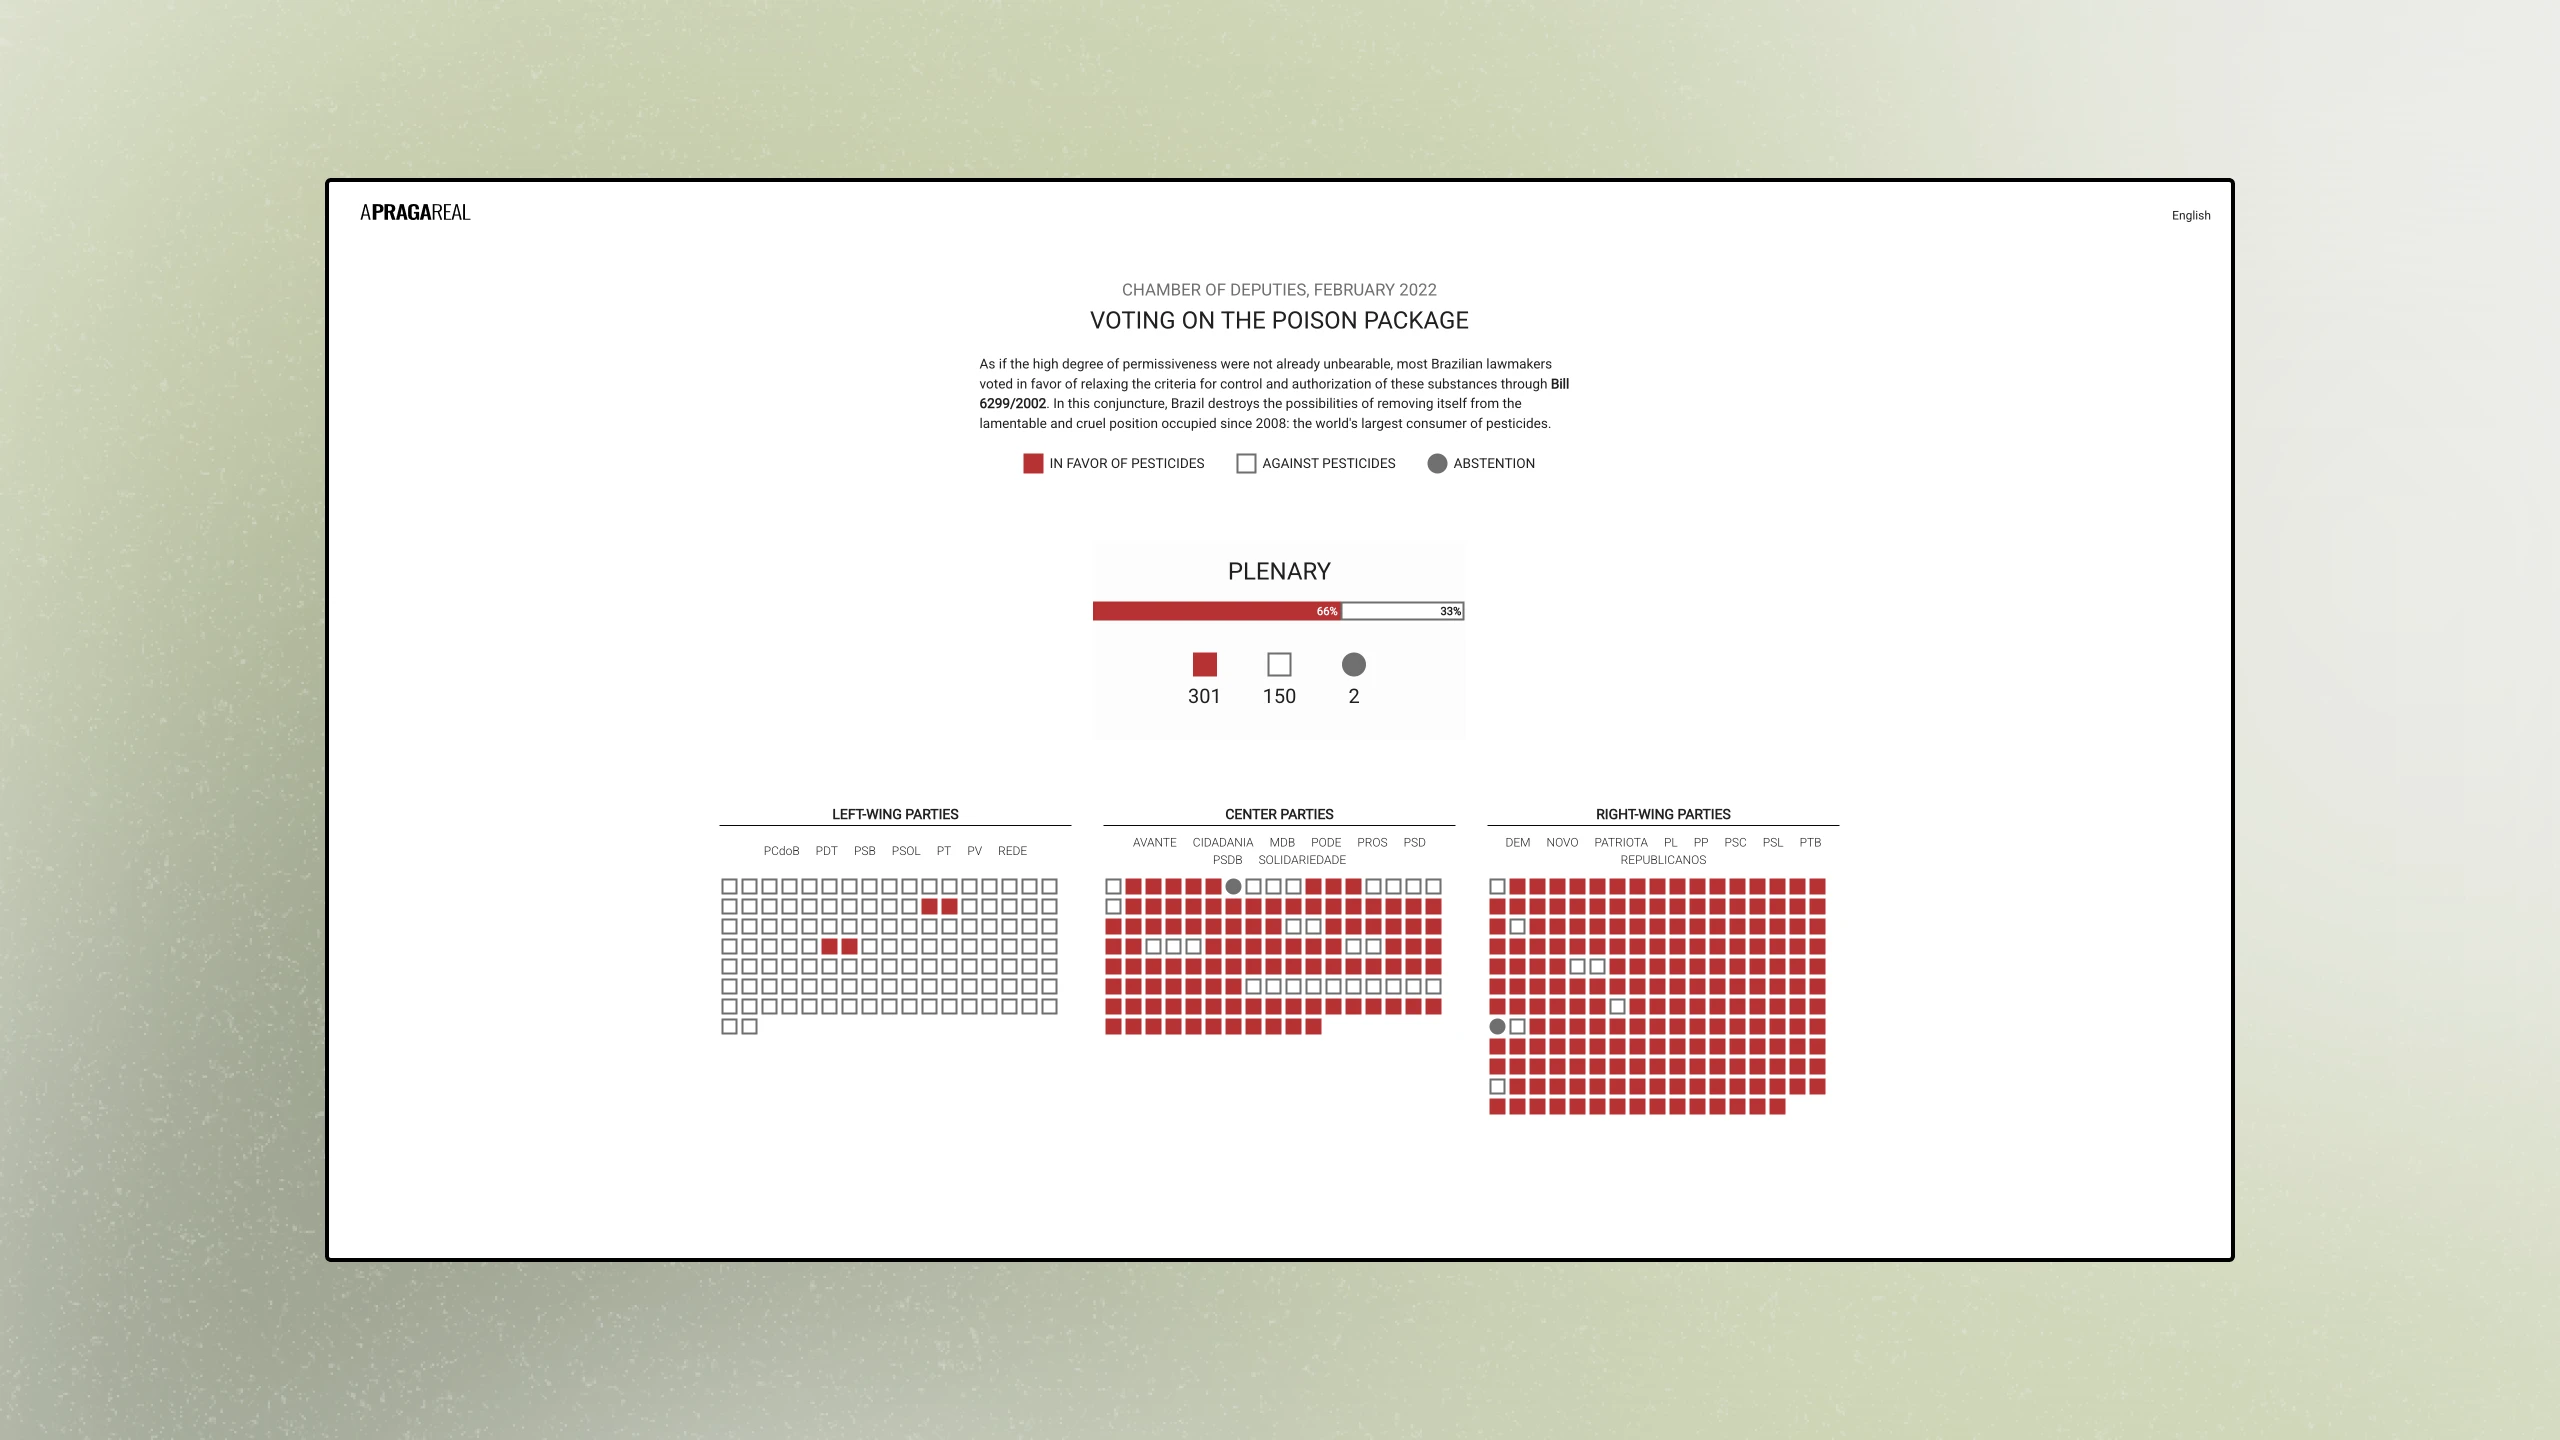 APRAGAREAL
English
CHAMBER OF DEPUTIES, FEBRUARY 2022
VOTING ON THE POISON PACKAGE
As if the high degree of permissiveness were not already unbearable, most Brazilian lawmakers
voted in favor of relaxing the criteria for control and authorization of these substances through Bill
6299/2002. In this conjuncture, Brazil destroys the possibilities of removing itself from the
lamentable and cruel position occupied since 2008: the world's largest consumer of pesticides.
IN FAVOR OF PESTICIDES AGAINST PESTICIDES ABSTENTION
PLENARY
66% 33%
301 150 2
LEFT-WING PARTIES
PCdoB PDT PSB PSOL PT PV REDE
CENTER PARTIES
AVANTE CIDADANIA MDB PODE PROS PSD
PSDB SOLIDARIEDADE
RIGHT-WING PARTIES
DEM NOVO PATRIOTA PL PP PSC PSL PTB
REPUBLICANOS